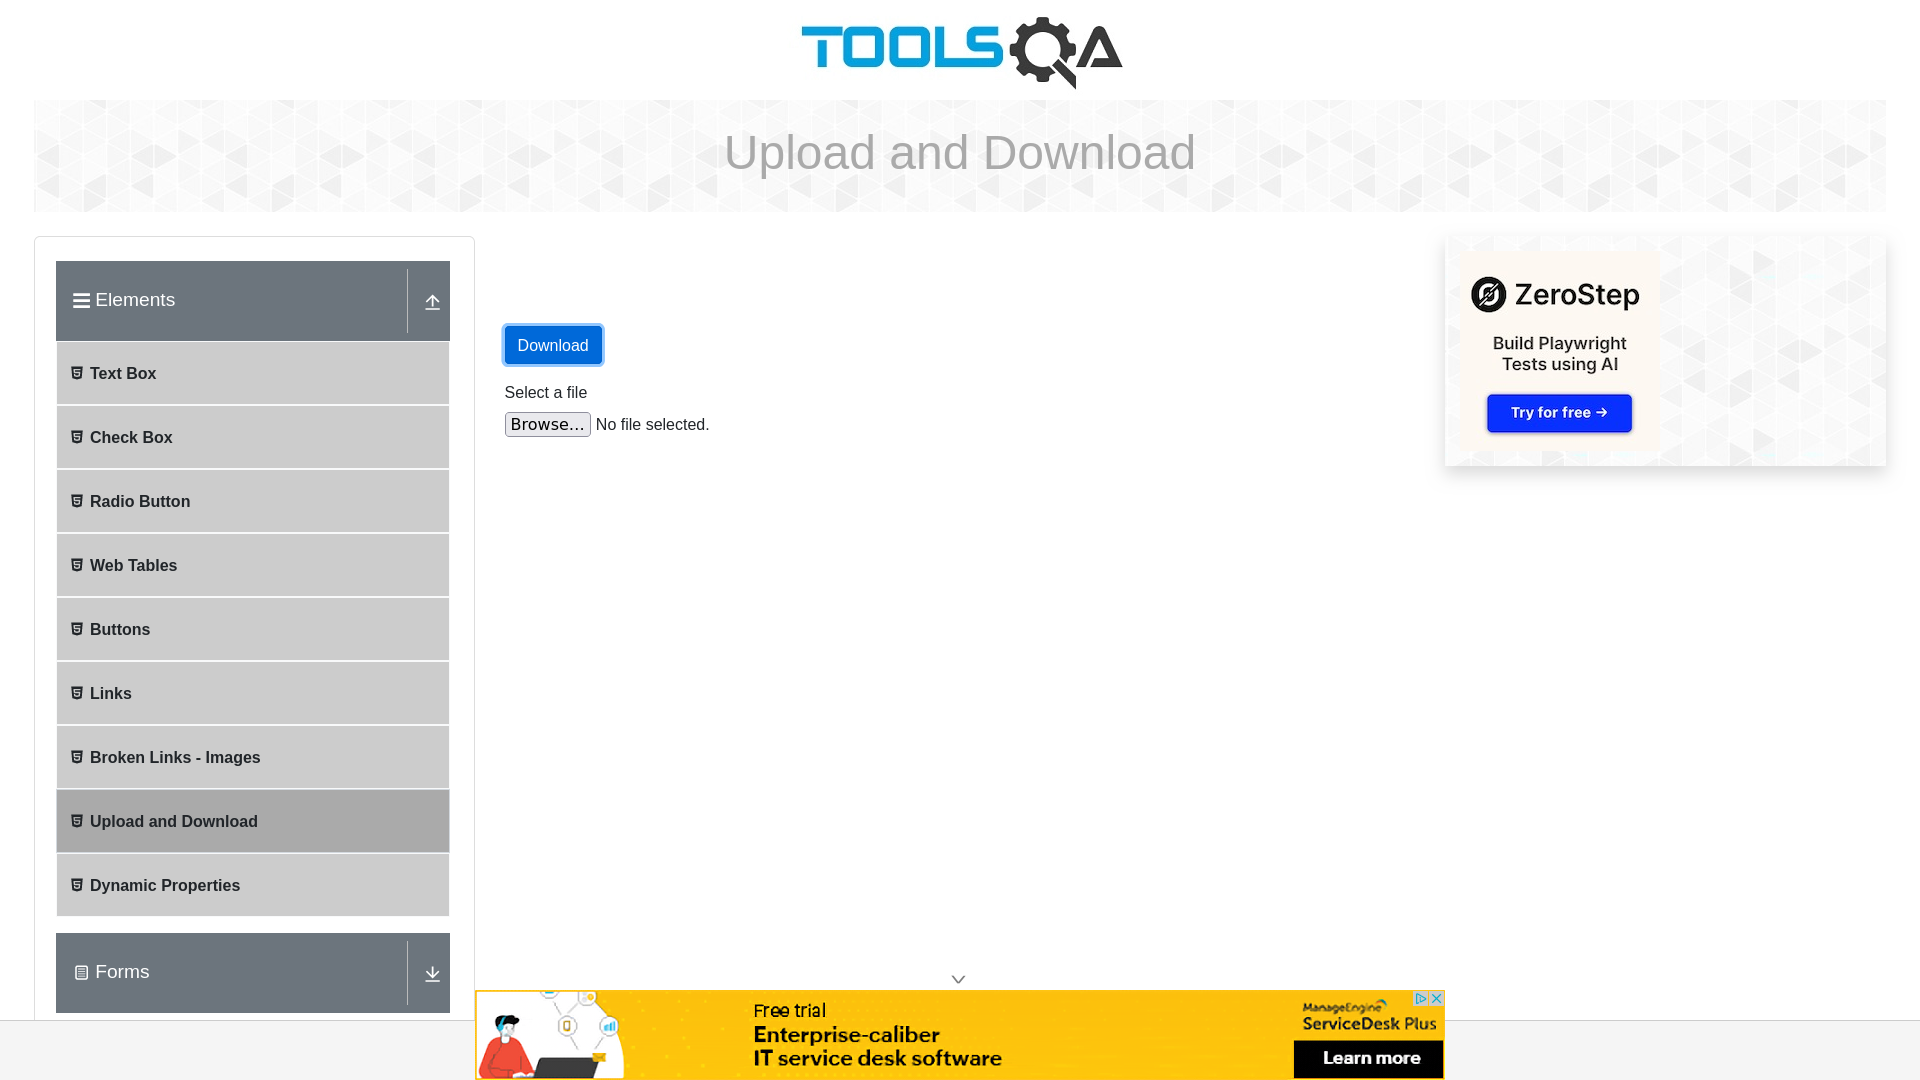 TOOLSQA
Upload and Download
Elements
Text Box
Check Box
Radio Button
Web Tables
Buttons
Links
Broken Links - Images
Upload and Download
Dynamic Properties
Forms
Download
Select a file
Browse... No file selected.
ZeroStep
Build Playwright
Tests using AI
Try for free →
Free trial
Enterprise-caliber
IT service desk software
ManageEngine
ServiceDesk Plus
Learn more